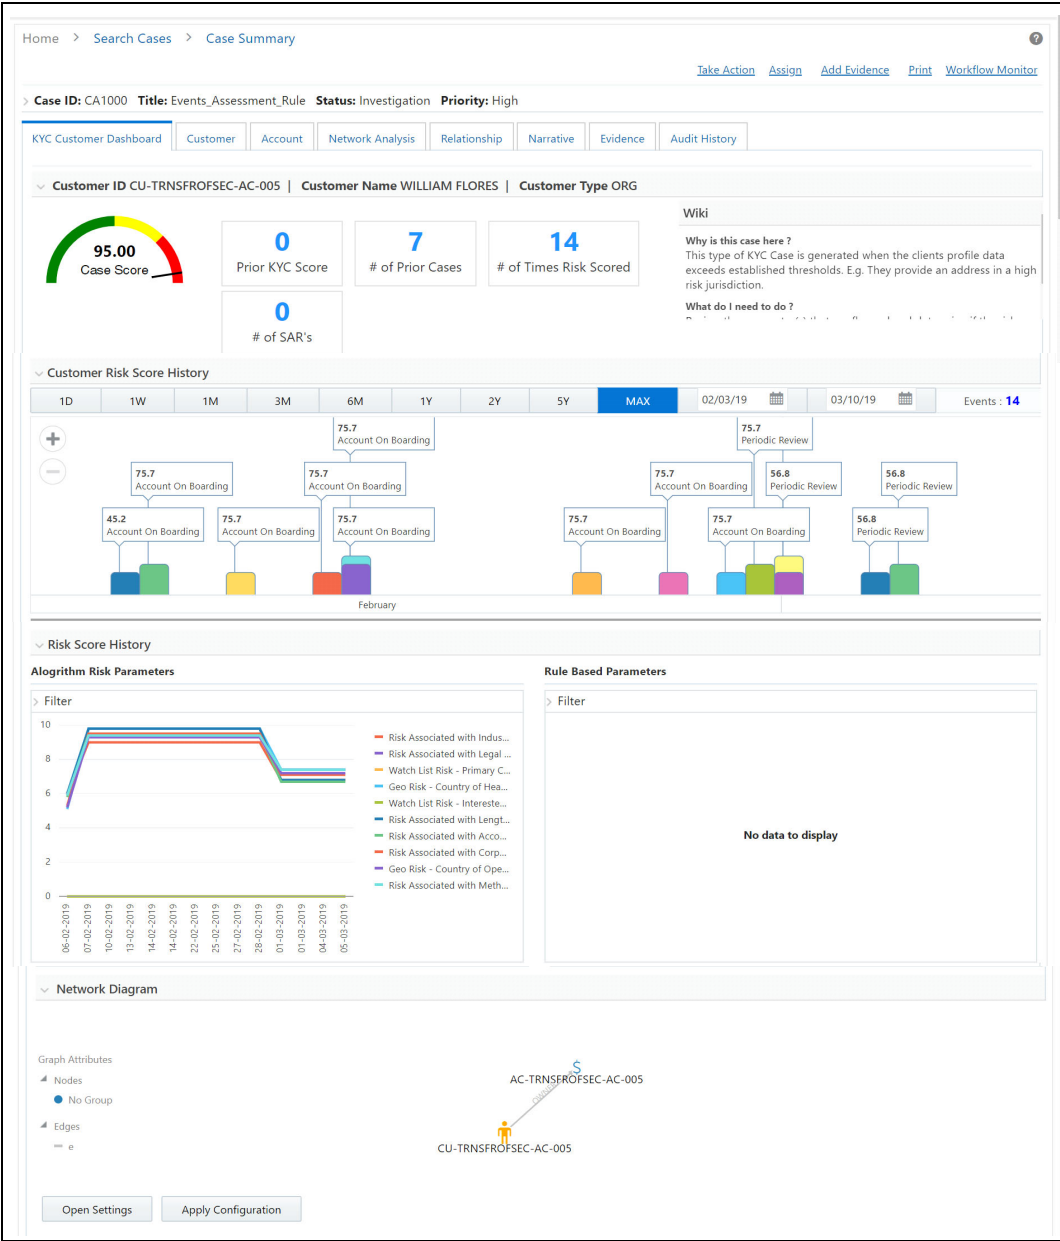 Home > Search Cases > Case Summary
Take Action Assign Add Evidence Print Workflow Monitor
Case ID: CA1000 Title: Events_Assessment_Rule Status: Investigation Priority: High
KYC Customer Dashboard Customer Account Network Analysis Relationship Narrative Evidence Audit History
Customer ID CU-TRNSFROFSEC-AC-005 | Customer Name WILLIAM FLORES | Customer Type ORG
95.00
Case Score
0
Prior KYC Score
7
# of Prior Cases
14
# of Times Risk Scored
0
# of SAR's
Wiki
Why is this case here ?
This type of KYC Case is generated when the clients profile data
exceeds established thresholds. E.g. They provide an address in a high
risk jurisdiction.
What do I need to do ?
Customer Risk Score History
1D 1W 1M 3M 6M 1Y 2Y 5Y MAX 02/03/19 03/10/19 Events : 14
75.7
Account On Boarding
75.7
Periodic Review
75.7
Account On Boarding
75.7
Account On Boarding
75.7
Account On Boarding
56.8
Periodic Review
56.8
Periodic Review
45.2
Account On Boarding
75.7
Account On Boarding
75.7
Account On Boarding
75.7
Account On Boarding
75.7
Account On Boarding
56.8
Periodic Review
February
Risk Score History
Alogrithm Risk Parameters
Rule Based Parameters
Filter
Filter
10
8
6
4
2
0
06-02-2019
07-02-2019
10-02-2019
13-02-2019
14-02-2019
14-02-2019
22-02-2019
25-02-2019
27-02-2019
28-02-2019
01-03-2019
01-03-2019
04-03-2019
05-03-2019
Risk Associated with Indus...
Risk Associated with Legal ...
Watch List Risk - Primary C...
Geo Risk - Country of Hea...
Watch List Risk - Intereste...
Risk Associated with Lengt...
Risk Associated with Acco...
Risk Associated with Corp...
Geo Risk - Country of Ope...
Risk Associated with Meth...
No data to display
Network Diagram
Graph Attributes
Nodes
No Group
Edges
e
$
AC-TRNSFROFSEC-AC-005
CU-TRNSFROFSEC-AC-005
Open Settings Apply Configuration